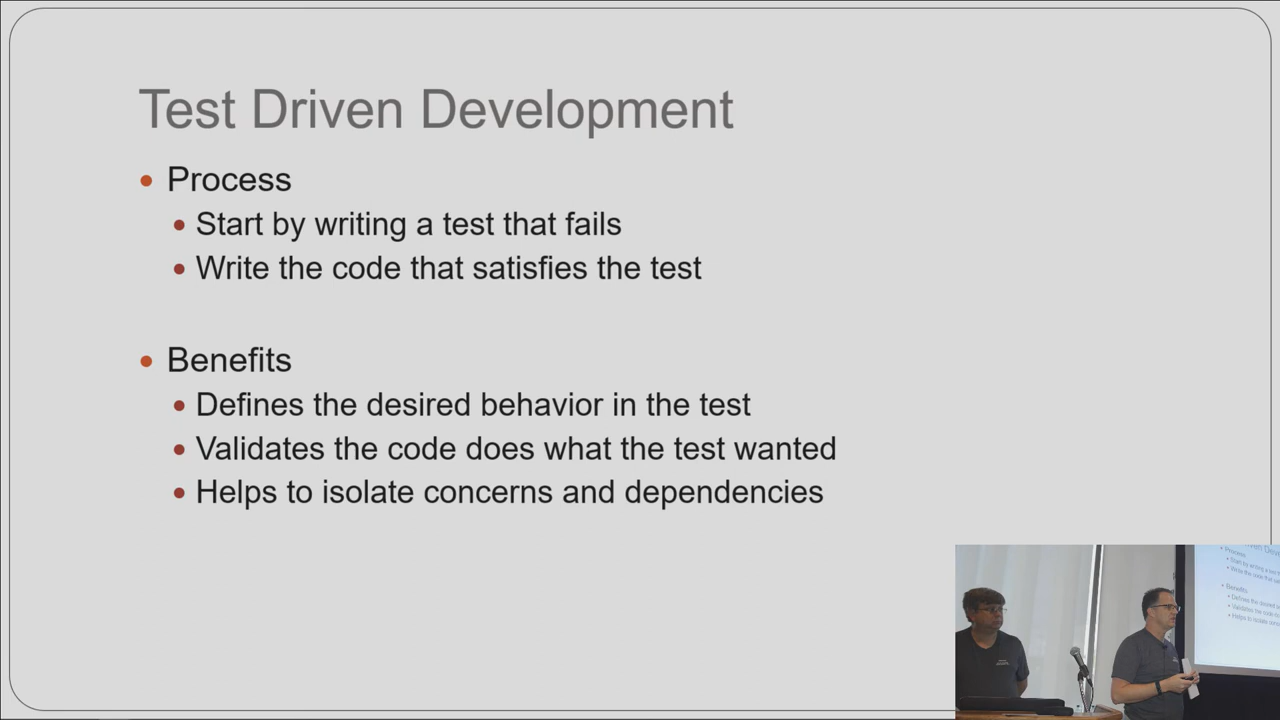 Test Driven Development
Process
Start by writing a test that fails
Write the code that satisfies the test
Benefits
Defines the desired behavior in the test
Validates the code does what the test wanted
Helps to isolate concerns and dependencies
Process
Benefits